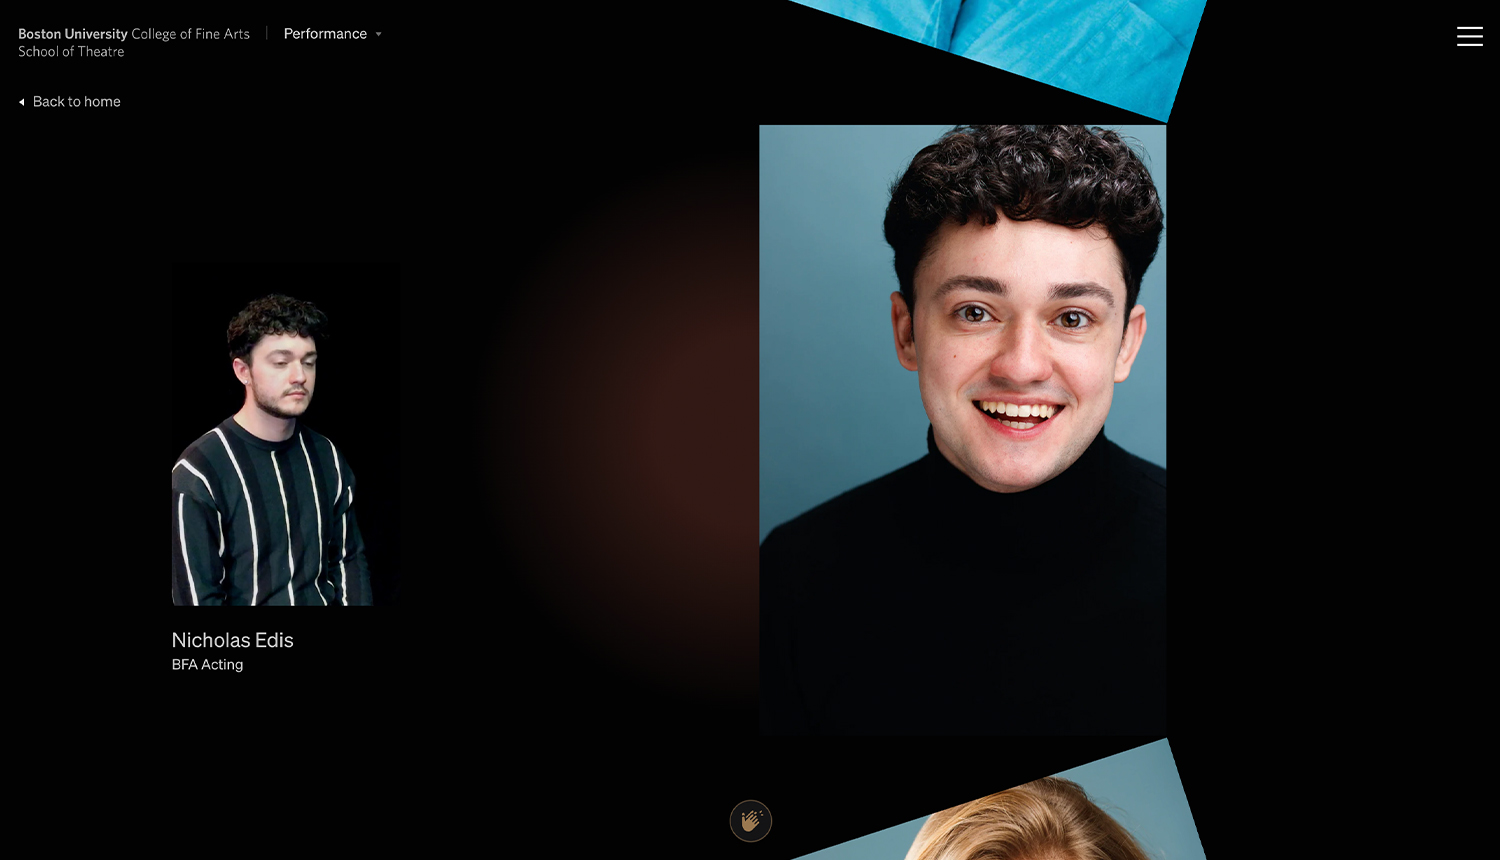 Boston University College of Fine Arts
School of Theatre
Performance
Back to home
Nicholas Edis
BFA Acting